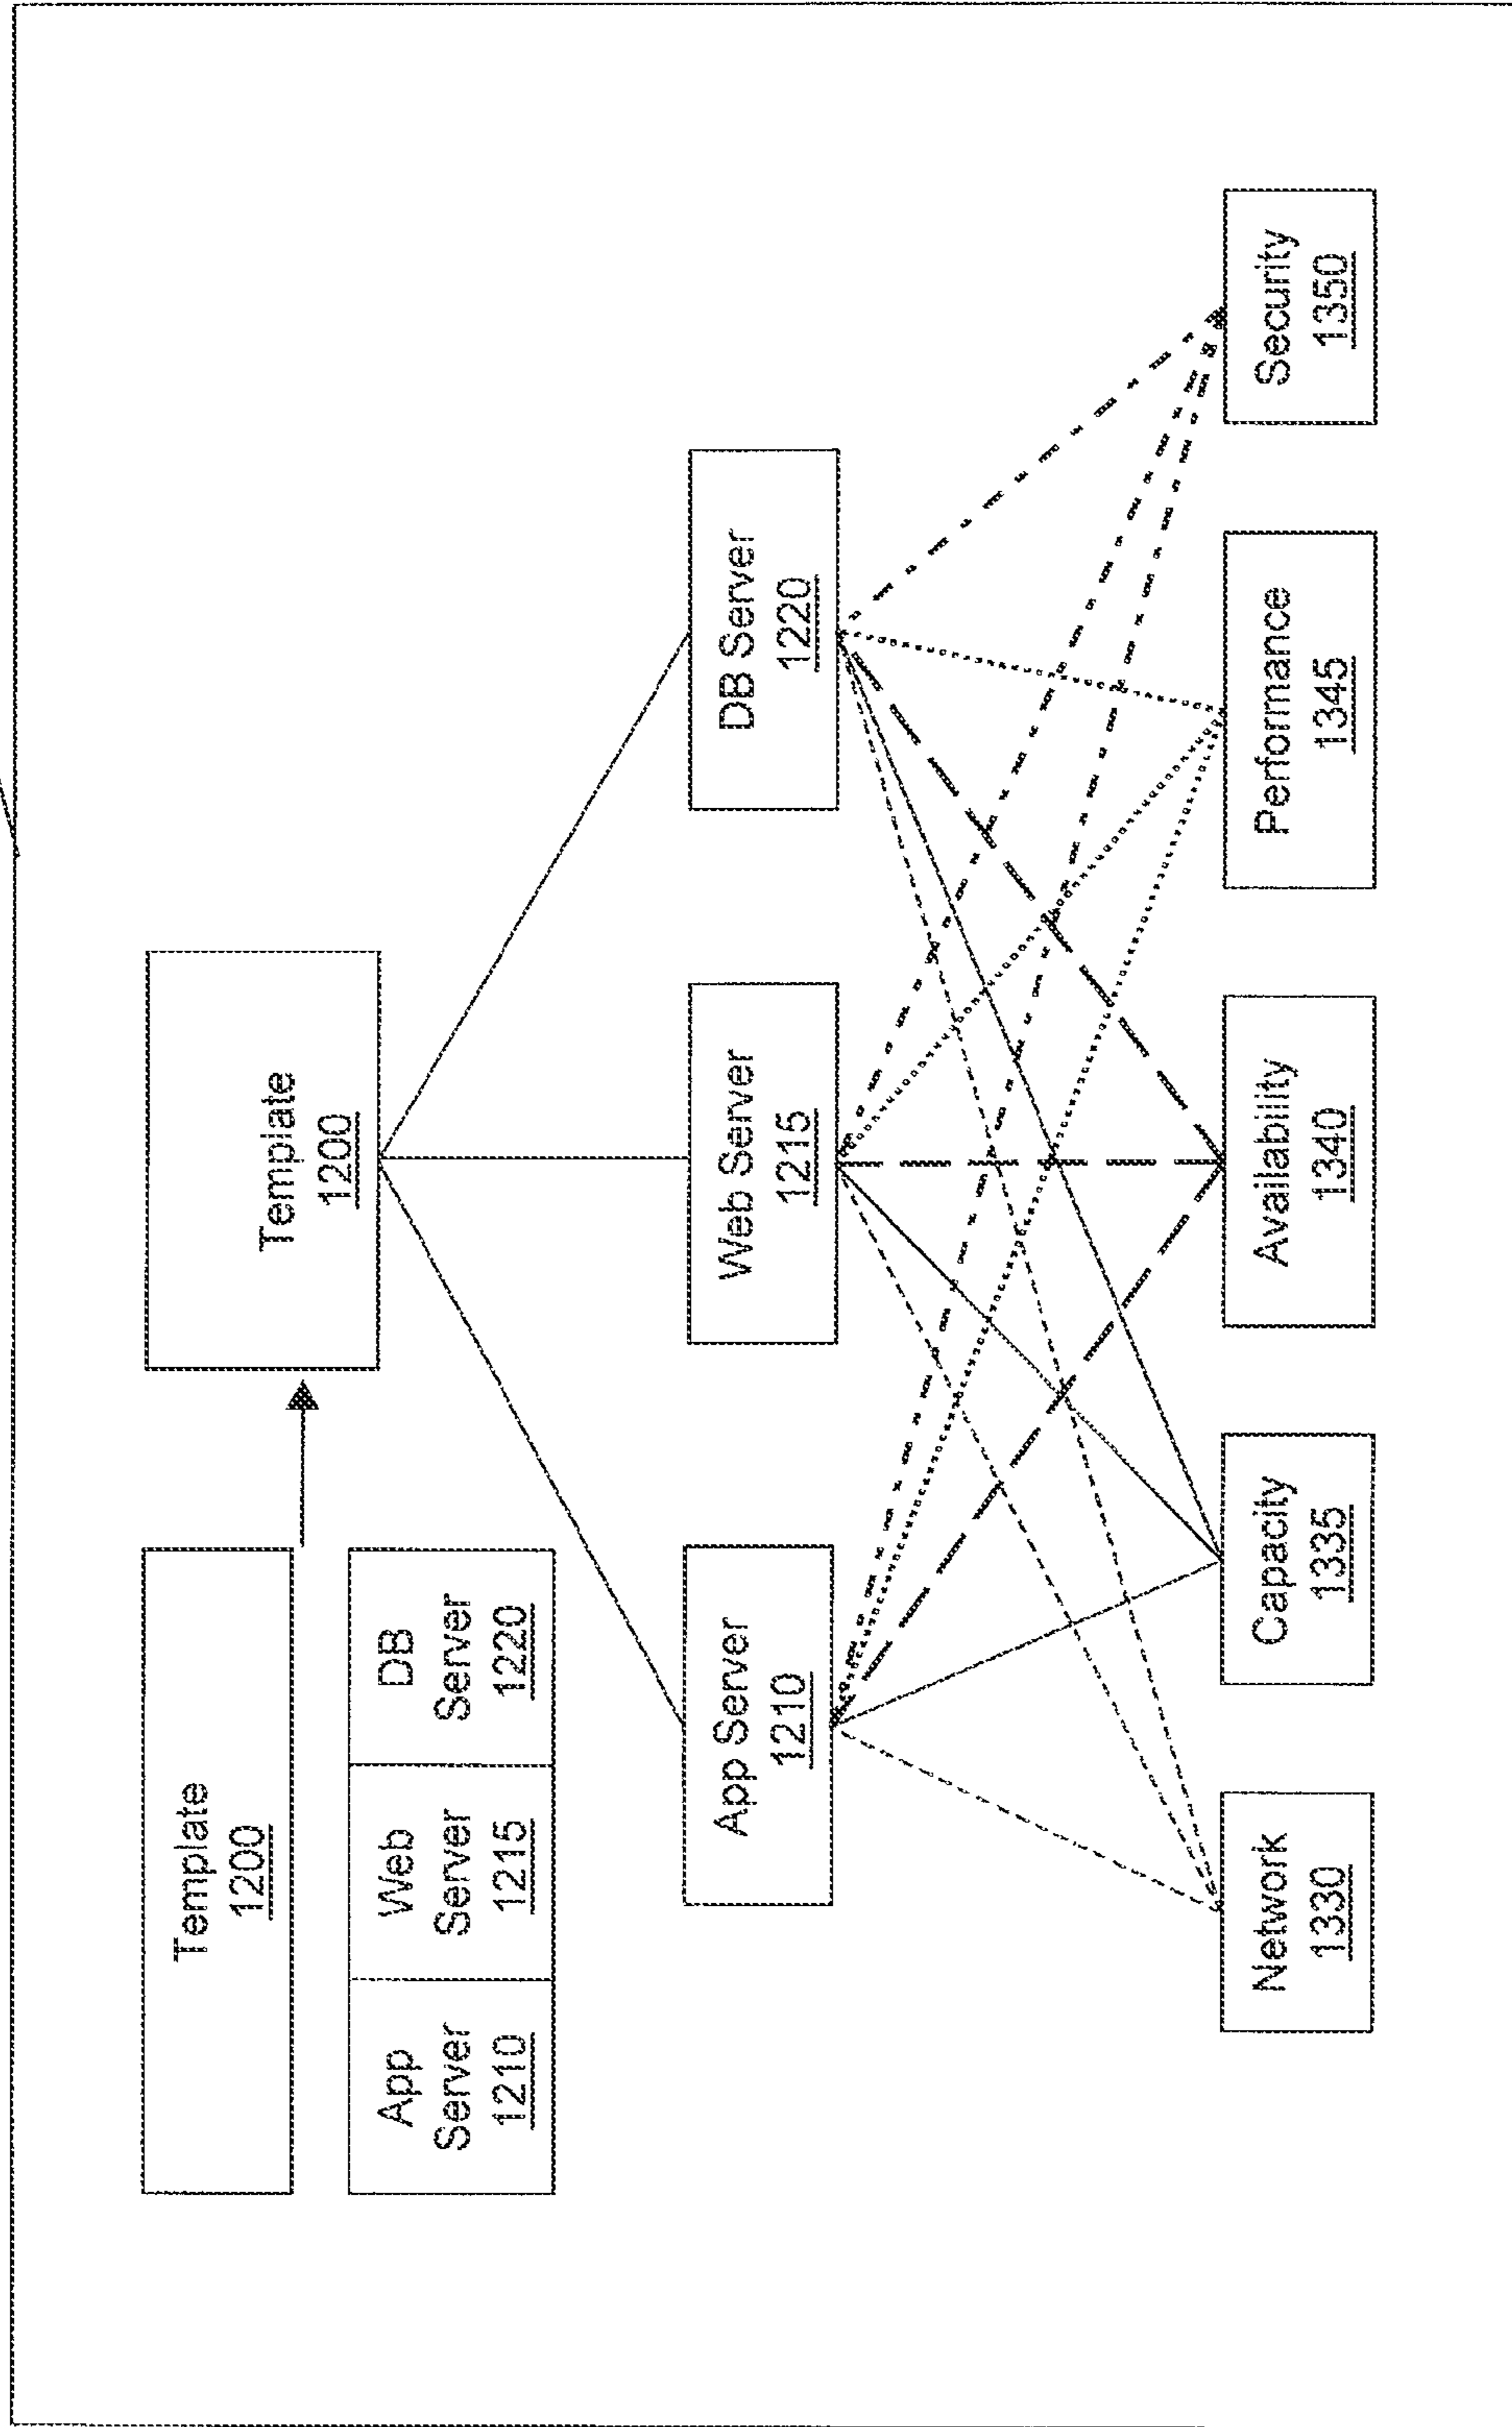 Template
1200
App
Server
1210
Web
Server
1215
DB
Server
1220
Template
1200
App Server
1210
Web Server
1215
DB Server
1220
Network
1330
Capacity
1335
Availability
1340
Performance
1345
Security
1350